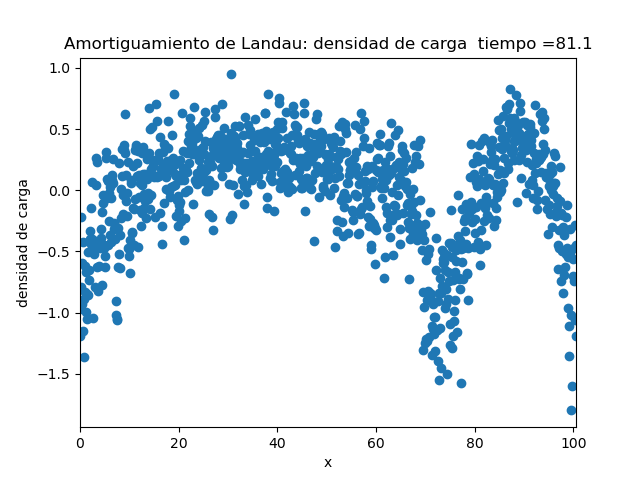 Amortiguamiento de Landau: densidad de carga  tiempo =81.1
densidad de carga
1.0
0.5
0.0
−0.5
−1.0
−1.5
0 20 40 60 80 100
x